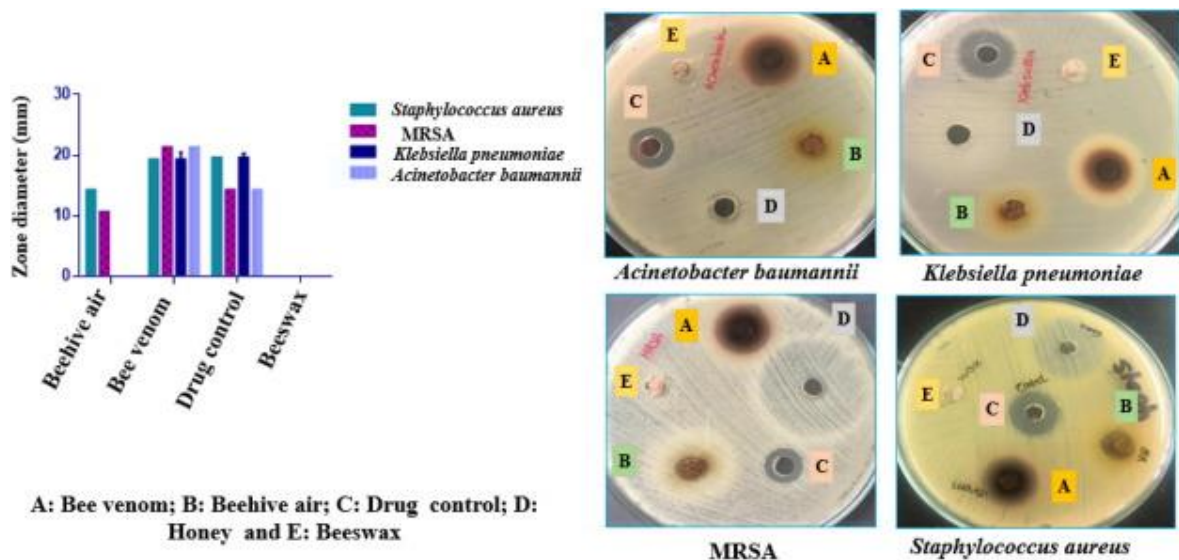 Zone diameter (mm)
30
20
10
0
Beehive air
Bee venom
Drug control
Beeswax
Staphylococcus aureus
MRSA
Klebsiella pneumoniae
Acinetobacter baumannii
A: Bee venom; B: Beehive air; C: Drug control; D:
Honey and E: Beeswax
E
A
C
B
D
Acinetobacter baumannii
C
E
D
A
B
Klebsiella pneumoniae
A
D
MRSA
E
B
C
MRSA
D
E
C
B
A
Staphylococcus aureus